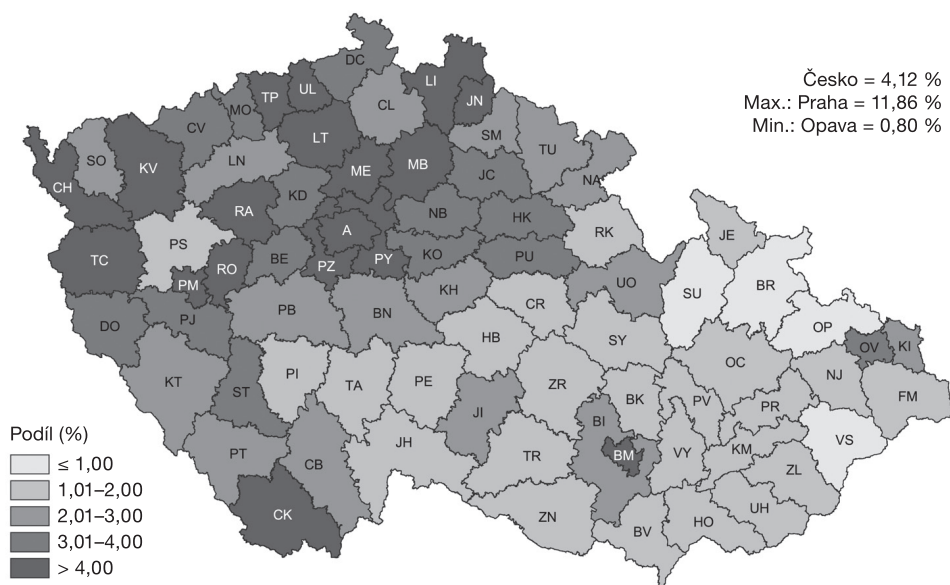 DC
Česko = 4,12 %
Max.: Praha = 11,86 %
Min.: Opava = 0,80 %
TP
UL
LI
JN
MO
CL
CV
LT
SM
TU
SO
KV
LN
ME
MB
JC
NA
CH
RA
KD
NB
HK
A
RK
JE
TC
PS
RO
BE
PZ
PY
KO
PU
PM
KH
UO
SU
BR
DO
PJ
PB
BN
CR
OP
HB
SY
OV
KI
KT
ST
PI
TA
PE
ZR
OC
NJ
FM
JI
BK
PV
PR
BI
PT
CB
JH
TR
BM
VY
KM
VS
ZL
CK
ZN
BV
HO
UH
Podíl (%)
≤ 1,00
1,01–2,00
2,01–3,00
3,01–4,00
> 4,00